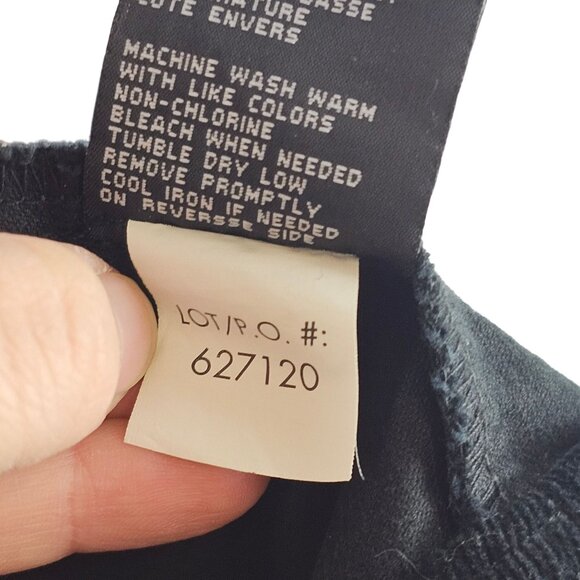 LOTE ENVERS
MACHINE WASH WARM
WITH LIKE COLORS
NON-CHLORINE
BLEACH WHEN NEEDED
TUMBLE DRY LOW
REMOVE PROMPTLY
COOL IRON IF NEEDED
ON REVERSSE SIDE
LOT/P.O. #:
627120